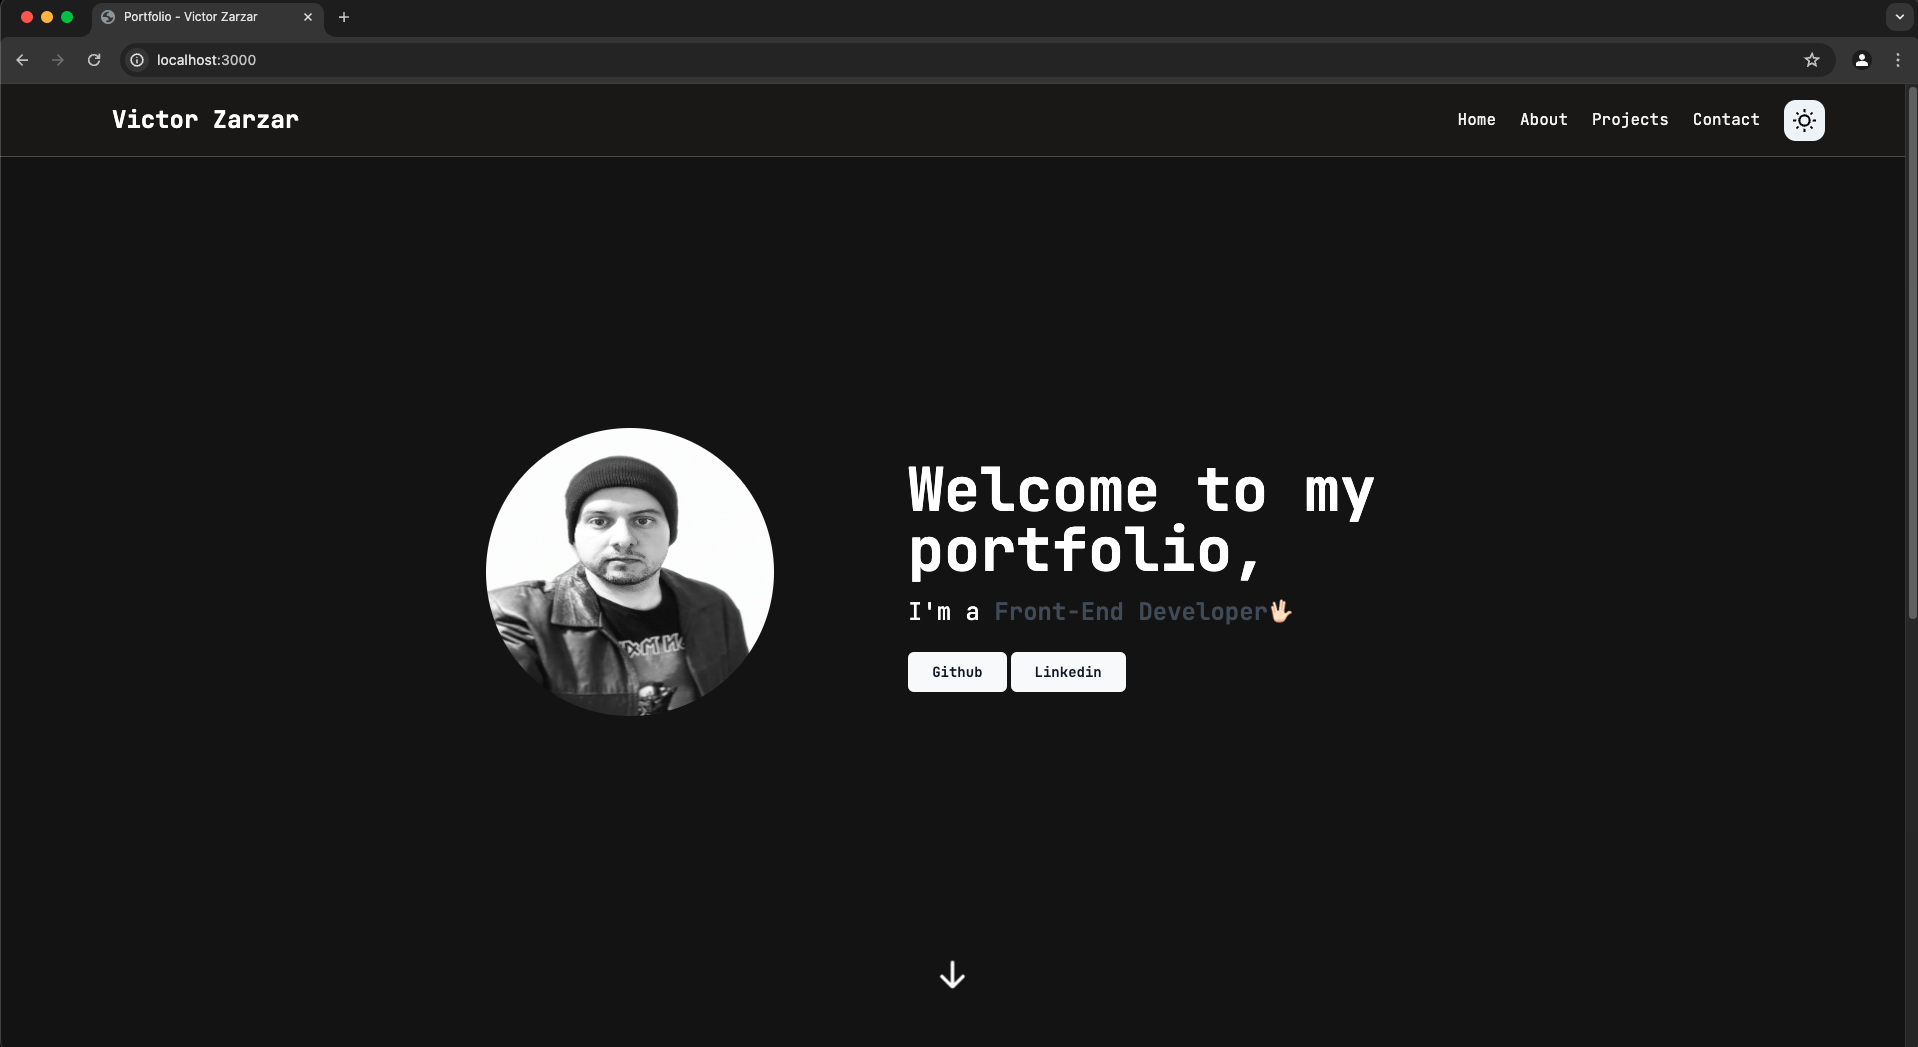 Portfolio - Victor Zarzar
localhost:3000
Victor Zarzar
Home About Projects Contact
Welcome to my
portfolio,
I'm a Front-End Developer🖖🏻
Github Linkedin